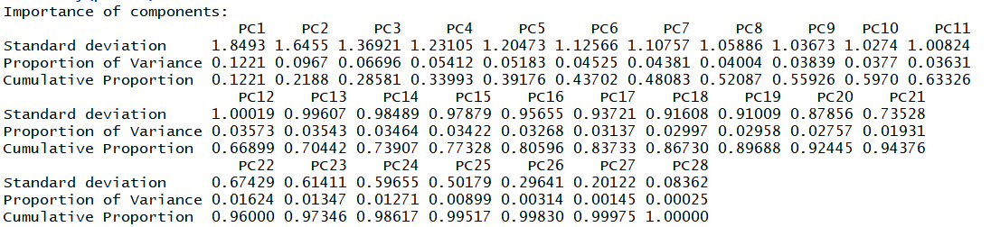 Importance of components:
PC1 PC2 PC3 PC4 PC5 PC6 PC7 PC8 PC9 PC10 PC11
Standard deviation 1.8493 1.6455 1.36921 1.23105 1.20473 1.12566 1.10757 1.05886 1.03673 1.0274 1.00824
Proportion of Variance 0.1221 0.0967 0.06696 0.05412 0.05183 0.04525 0.04381 0.04004 0.03839 0.0377 0.03631
Cumulative Proportion 0.1221 0.2188 0.28581 0.33993 0.39176 0.43702 0.48083 0.52087 0.55926 0.5970 0.63326
PC12 PC13 PC14 PC15 PC16 PC17 PC18 PC19 PC20 PC21
Standard deviation 1.00019 0.99607 0.98489 0.97879 0.95655 0.93721 0.91608 0.91009 0.87856 0.73528
Proportion of Variance 0.03573 0.03543 0.03464 0.03422 0.03268 0.03137 0.02997 0.02958 0.02757 0.01931
Cumulative Proportion 0.66899 0.70442 0.73907 0.77328 0.80596 0.83733 0.86730 0.89688 0.92445 0.94376
PC22 PC23 PC24 PC25 PC26 PC27 PC28
Standard deviation 0.67429 0.61411 0.59655 0.50179 0.29641 0.20122 0.08362
Proportion of Variance 0.01624 0.01347 0.01271 0.00899 0.00314 0.00145 0.00025
Cumulative Proportion 0.96000 0.97346 0.98617 0.99517 0.99830 0.99975 1.00000